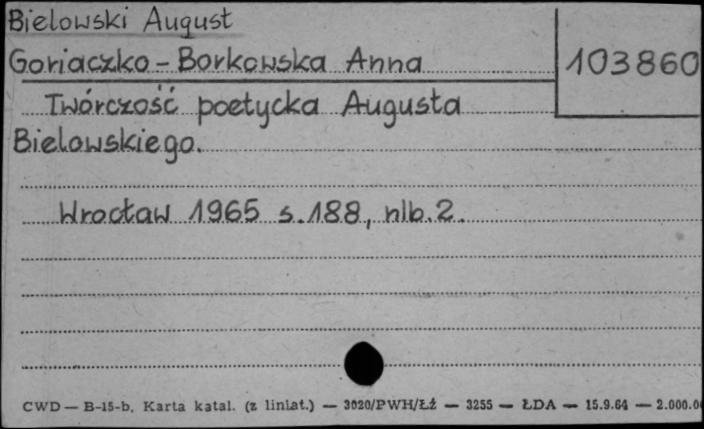 Bielowski August
Goriaczko-Borkowska Anna
103860
Twórczość poetycka Augusta
Bielowskiego.
Wrocław 1965 s.188, nlb.2.
CWD — B-15-b. Karta katal. (z liniat.) — 3020/PWH/ŁŻ — 3255 — ŁDA — 15.9.64 — 2.000.0